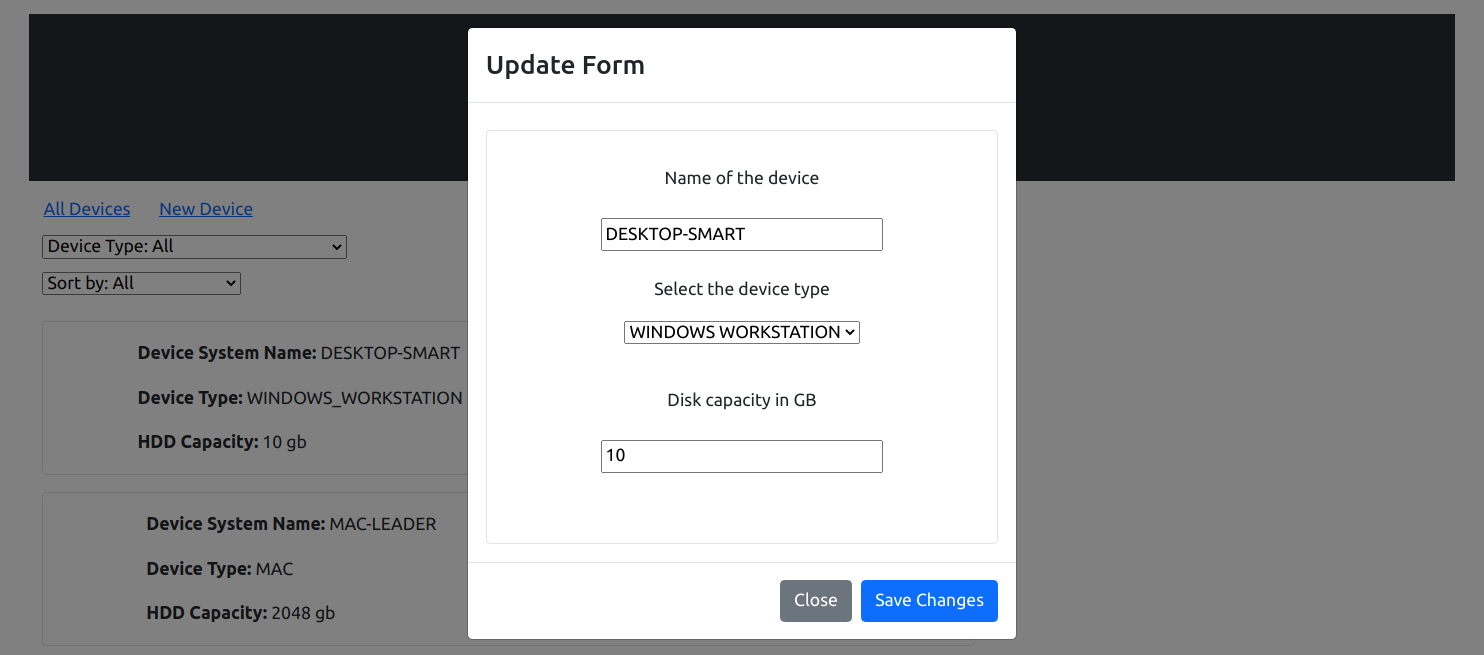 Update Form
Name of the device
DESKTOP-SMART
Select the device type
WINDOWS WORKSTATION
Disk capacity in GB
10
Close Save Changes
All Devices New Device
Device Type: All
Sort by: All
Device System Name: DESKTOP-SMART
Device Type: WINDOWS_WORKSTATION
HDD Capacity: 10 gb
Device System Name: MAC-LEADER
Device Type: MAC
HDD Capacity: 2048 gb